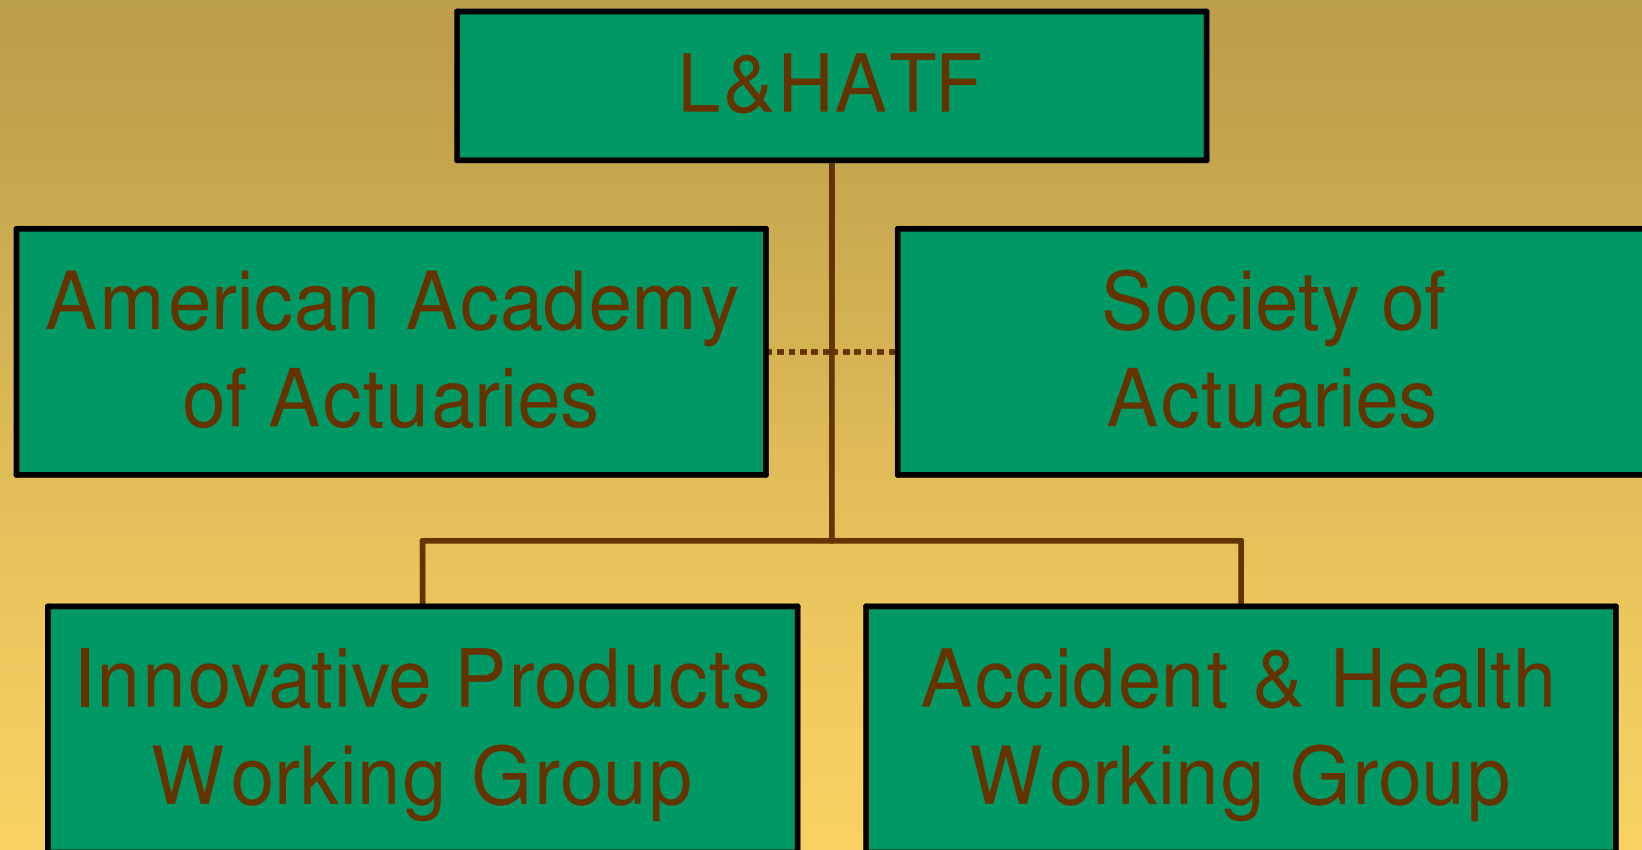 L&HATF
American Academy
of Actuaries
Society of
Actuaries
Innovative Products
Working Group
Accident & Health
Working Group